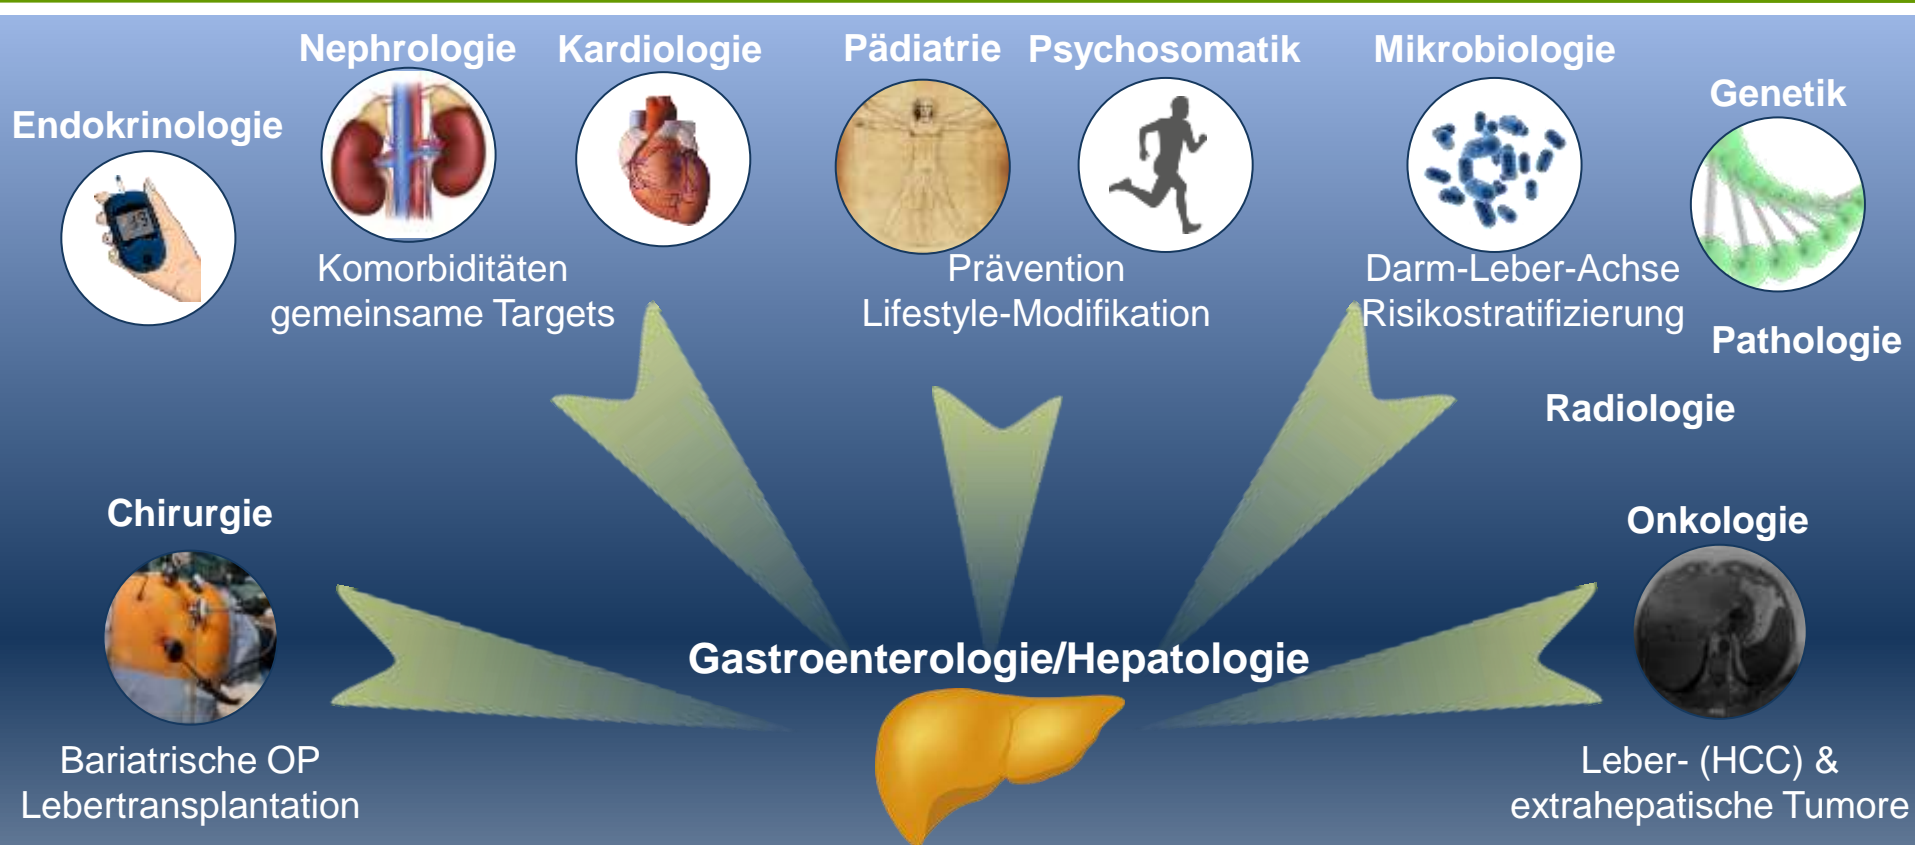 Nephrologie
Kardiologie
Pädiatrie
Psychosomatik
Mikrobiologie
Genetik
Endokrinologie
Komorbiditäten
gemeinsame Targets
Prävention
Lifestyle-Modifikation
Darm-Leber-Achse
Risikostratifizierung
Pathologie
Radiologie
Chirurgie
Onkologie
Gastroenterologie/Hepatologie
Bariatrische OP
Lebertransplantation
Leber- (HCC) &
extrahepatische Tumore